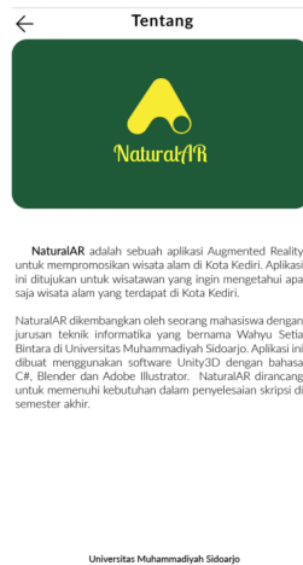 Tentang
NaturalAR
NaturalAR adalah sebuah aplikasi Augmented Reality
untuk mempromosikan wisata alam di Kota Kediri. Aplikasi
ini ditujukan untuk wisatawan yang ingin mengetahui apa
saja wisata alam yang terdapat di Kota Kediri.
NaturalAR dikembangkan oleh seorang mahasiswa dengan
jurusan teknik informatika yang bernama Wahyu Setia
Bintara di Universitas Muhammadiyah Sidoarjo. Aplikasi ini
dibuat menggunakan software Unity3D dengan bahasa
C#, Blender dan Adobe Illustrator. NaturalAR dirancang
untuk memenuhi kebutuhan dalam penyelesaian skripsi di
semester akhir.
Universitas Muhammadiyah Sidoarjo